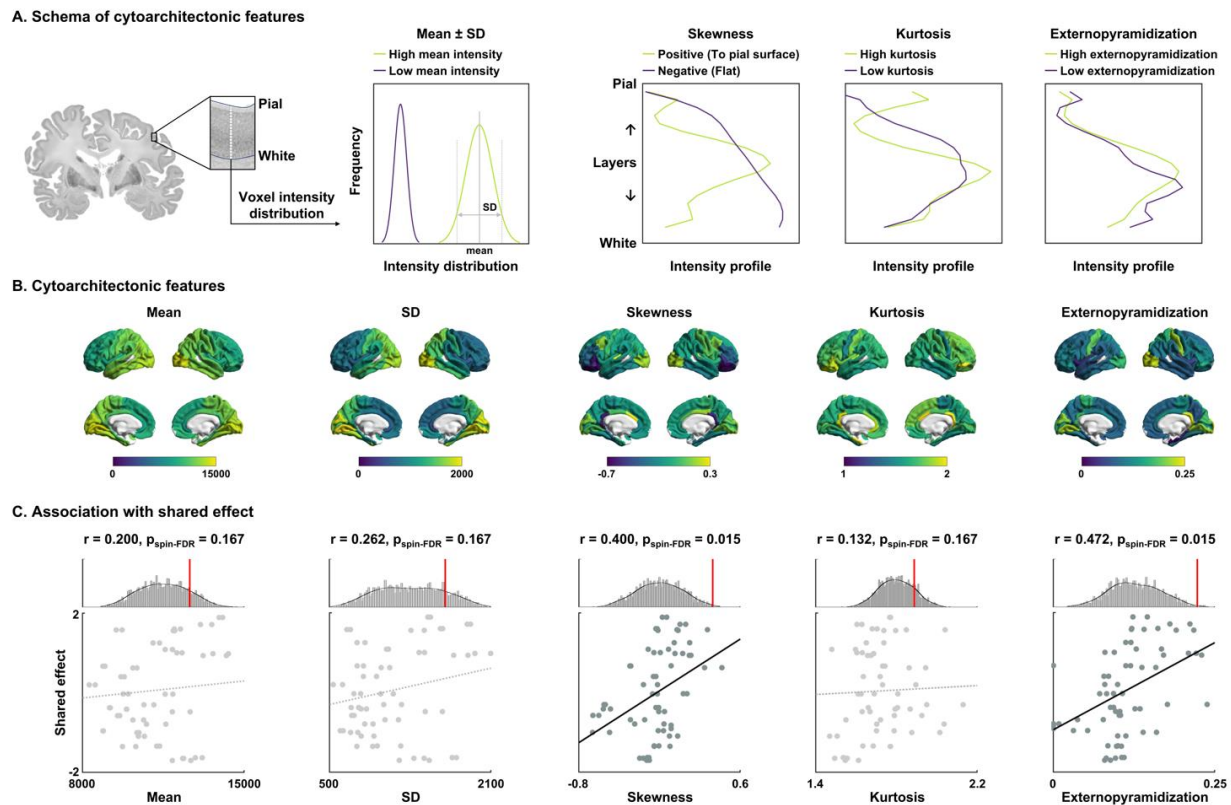 A. Schema of cytoarchitectonic features
Mean ± SD
High mean intensity
Low mean intensity
Skewness
Positive (To pial surface)
Negative (Flat)
Kurtosis
High kurtosis
Low kurtosis
Externopyramidization
High externopyramidization
Low externopyramidization
Pial
White
Voxel intensity
distribution
Frequency
SD
mean
Intensity distribution
Pial
↑
Layers
↓
White
Intensity profile
Intensity profile
Intensity profile
B. Cytoarchitectonic features
Mean
SD
Skewness
Kurtosis
Externopyramidization
0 15000
0 2000
-0.7 0.3
1 2
0 0.25
C. Association with shared effect
r = 0.200, pspin-FDR = 0.167
r = 0.262, pspin-FDR = 0.167
r = 0.400, pspin-FDR = 0.015
r = 0.132, pspin-FDR = 0.167
r = 0.472, pspin-FDR = 0.015
2
Shared effect
-2
8000 15000
Mean
500 2100
SD
-0.8 0.6
Skewness
1.4 2.2
Kurtosis
0 0.25
Externopyramidization